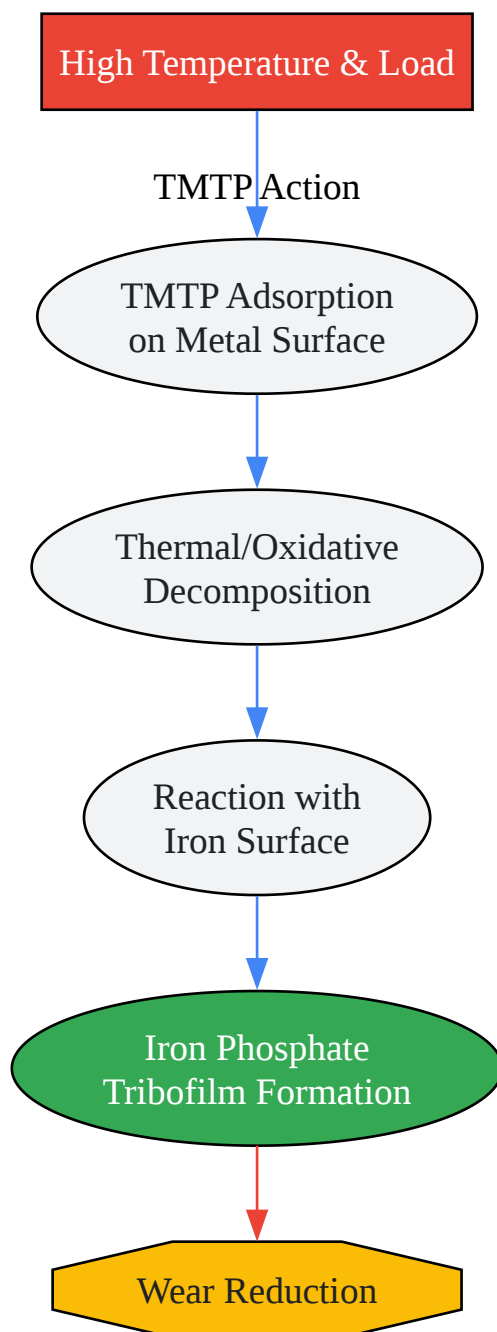 High Temperature & Load
TMTP Action
TMTP Adsorption
on Metal Surface
Thermal/Oxidative
Decomposition
Reaction with
Iron Surface
Iron Phosphate
Tribofilm Formation
Wear Reduction